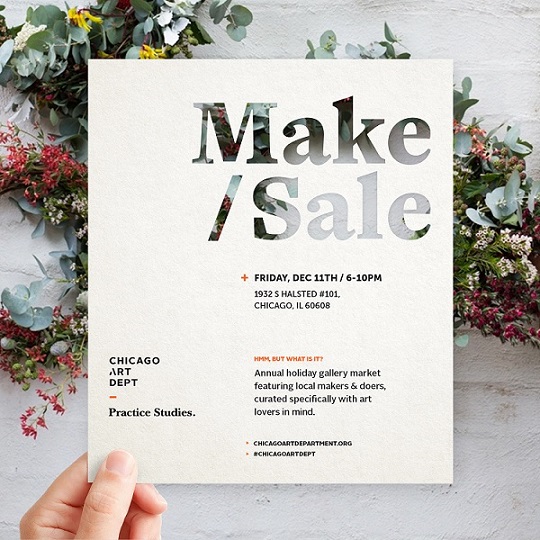 Make
/ Sale
+ FRIDAY, DEC 11TH / 6-10PM
1932 S HALSTED #101,
CHICAGO, IL 60608
CHICAGO
ART
DEPT
Practice Studies.
HMM, BUT WHAT IS IT?
Annual holiday gallery market
featuring local makers & doers,
curated specifically with art
lovers in mind.
CHICAGOARTDEPARTMENT.ORG
#CHICAGOARTDEPT